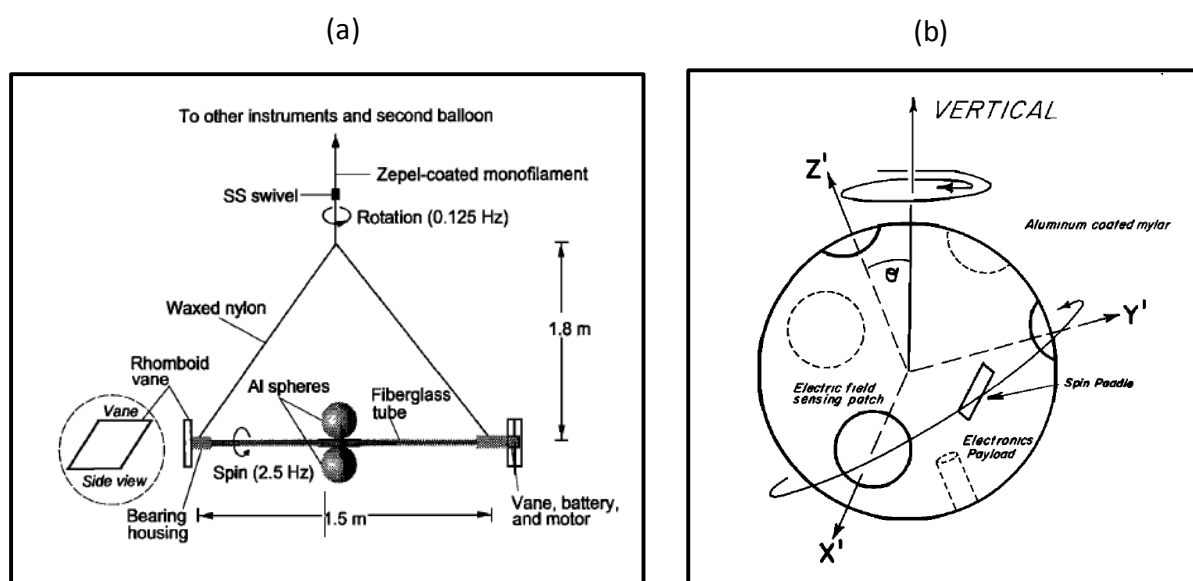 (a)
To other instruments and second balloon
Zepel-coated monofilament
SS swivel
Rotation (0.125 Hz)
Waxed nylon
1.8 m
Rhomboid
vane
Al spheres
Fiberglass
tube
Vane
Side view
Spin (2.5 Hz)
Bearing
housing
1.5 m
Vane, battery,
and motor
(b)
VERTICAL
Z'
Aluminum coated mylar
θ
Y'
Electric field
sensing patch
Spin Paddle
Electronics
Payload
X'